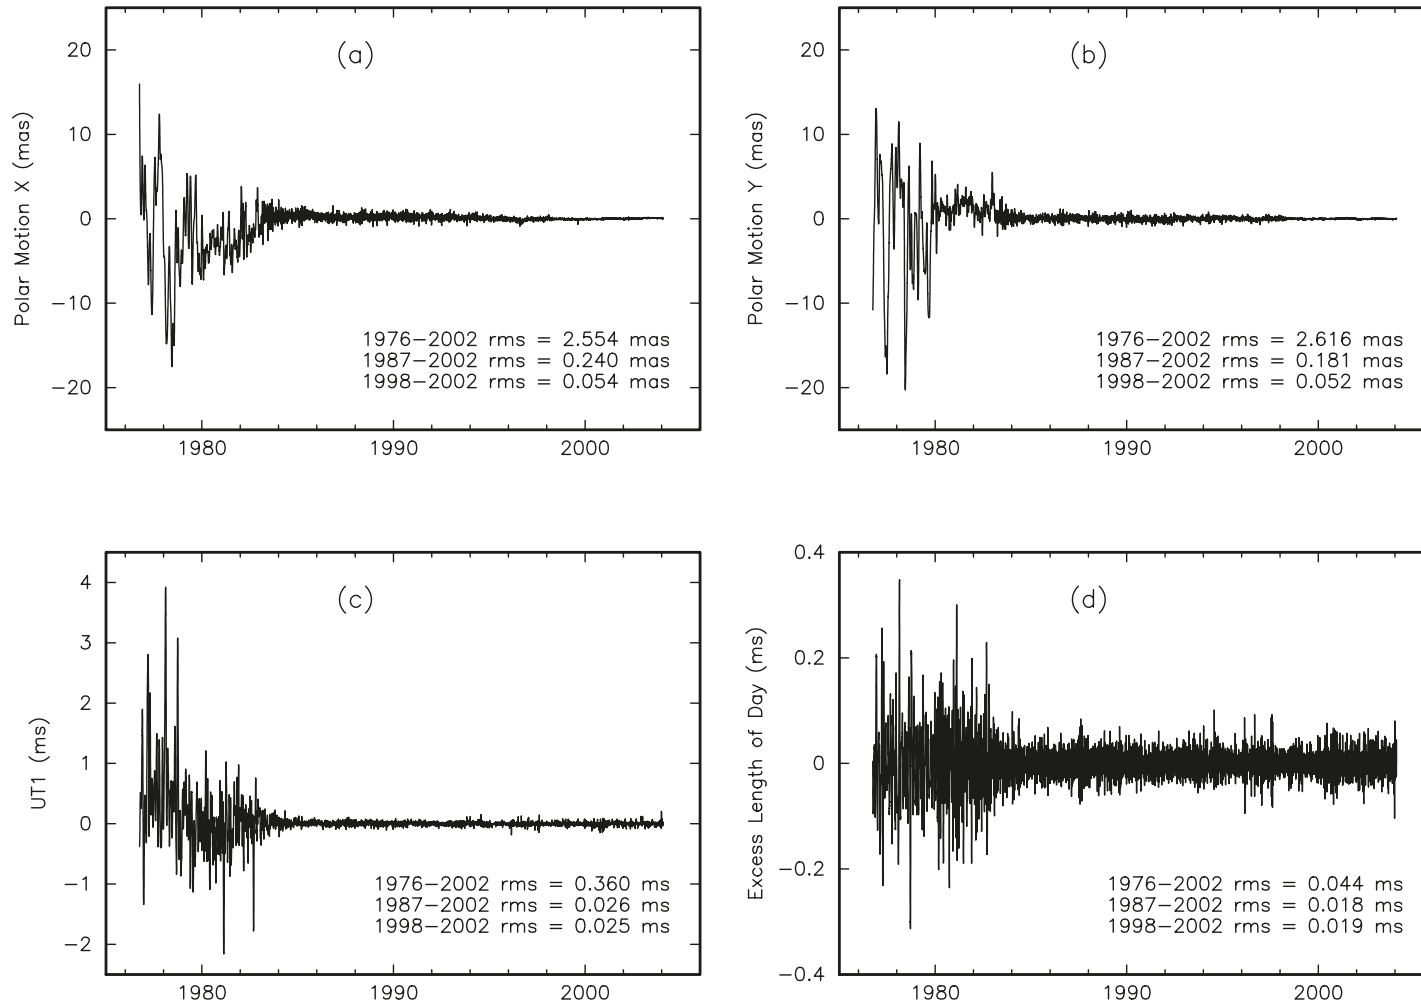 (a)
Polar Motion X (mas)
20
10
0
−10
−20
1976−2002 rms = 2.554 mas
1987−2002 rms = 0.240 mas
1998−2002 rms = 0.054 mas
1980
1990
2000
(b)
Polar Motion Y (mas)
20
10
0
−10
−20
1976−2002 rms = 2.616 mas
1987−2002 rms = 0.181 mas
1998−2002 rms = 0.052 mas
1980
1990
2000
(c)
UT1 (ms)
4
3
2
1
0
−1
−2
1976−2002 rms = 0.360 ms
1987−2002 rms = 0.026 ms
1998−2002 rms = 0.025 ms
1980
1990
2000
(d)
Excess Length of Day (ms)
0.4
0.2
0
−0.2
−0.4
1976−2002 rms = 0.044 ms
1987−2002 rms = 0.018 ms
1998−2002 rms = 0.019 ms
1980
1990
2000